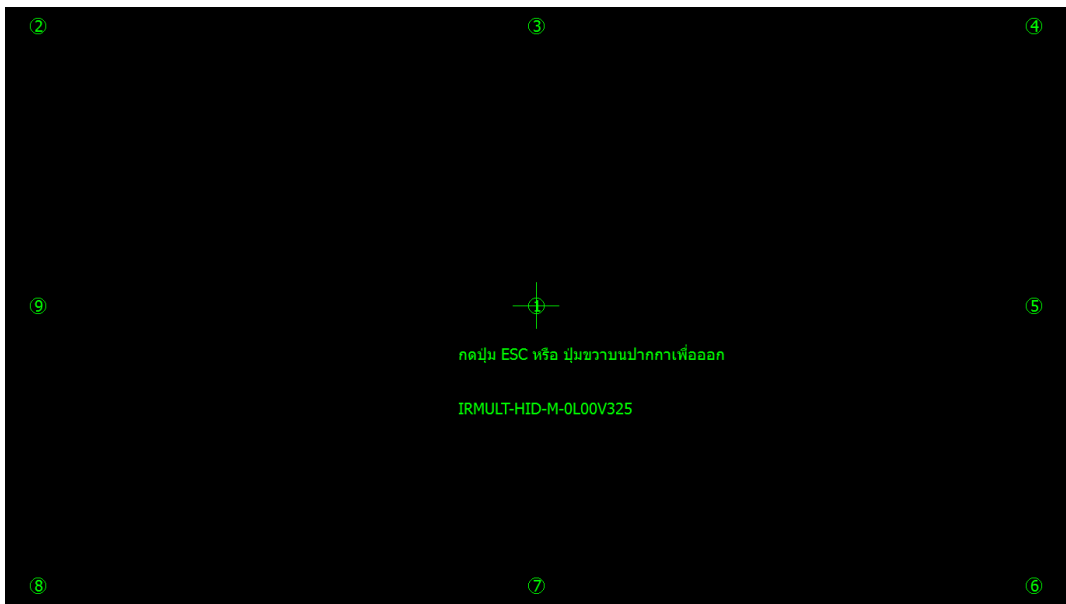 ② ③ ④
⑨ ① ⑤
กดปุ่ม ESC หรือ ปุ่มขวาบนปากกาเพื่อออก
IRMULT-HID-M-0L00V325
⑧ ⑦ ⑥